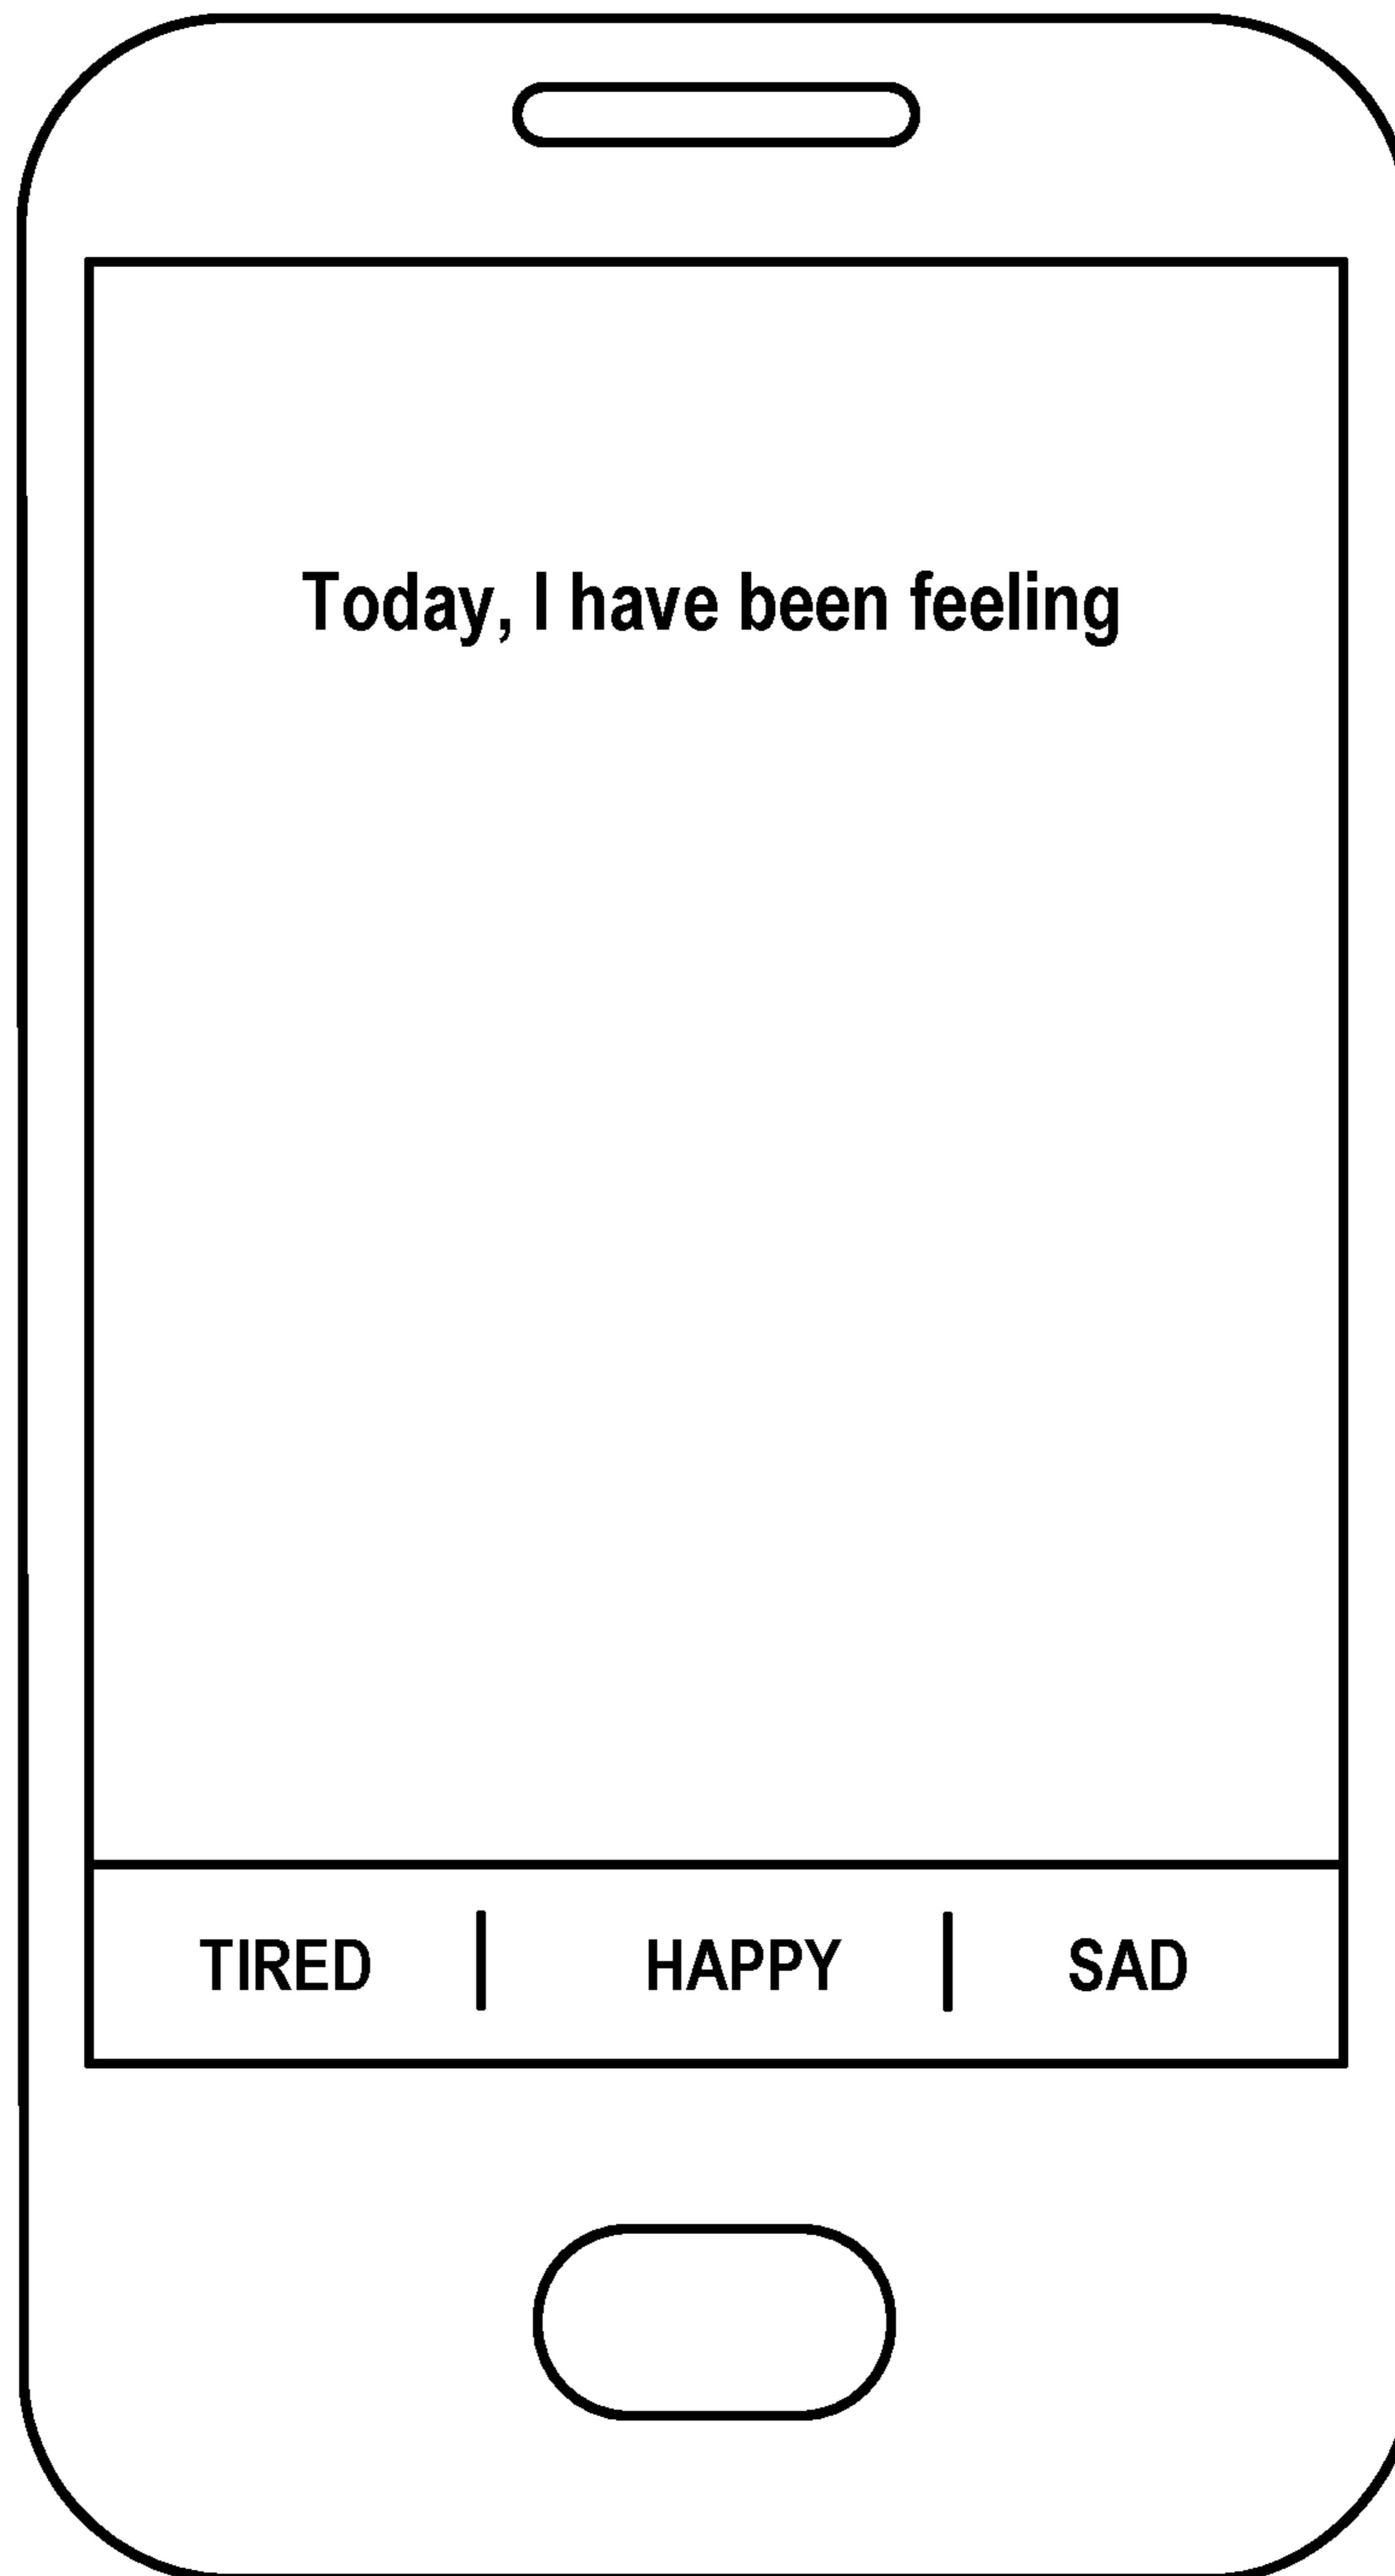 Today, I have been feeling
TIRED | HAPPY | SAD